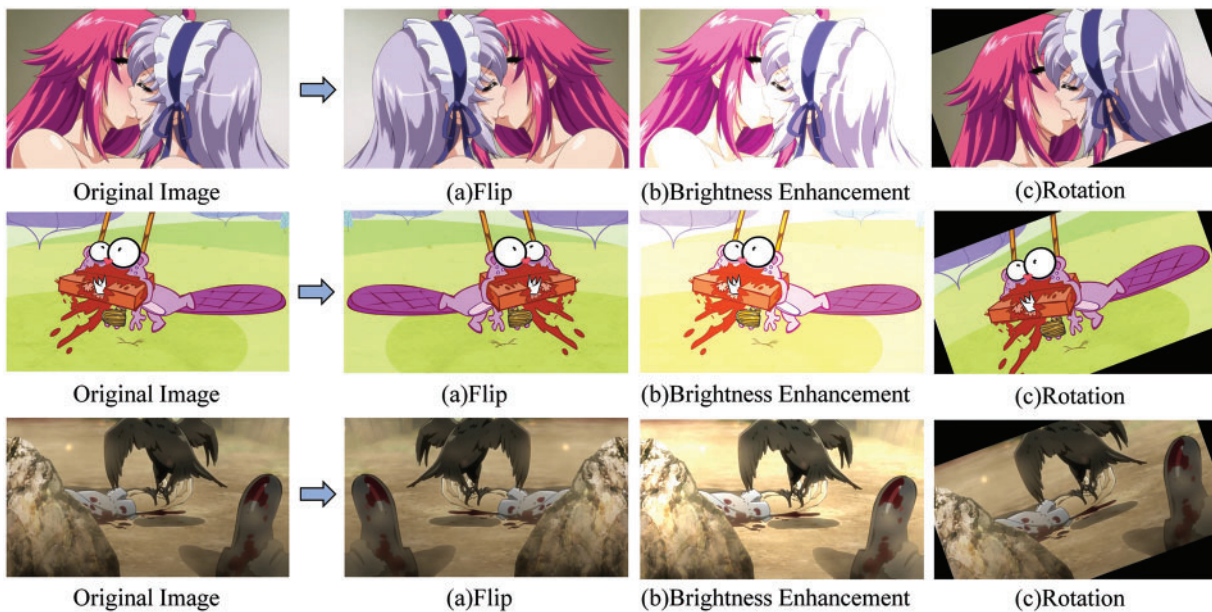 Original Image
(a)Flip
(b)Brightness Enhancement
(c)Rotation
Original Image
(a)Flip
(b)Brightness Enhancement
(c)Rotation
Original Image
(a)Flip
(b)Brightness Enhancement
(c)Rotation